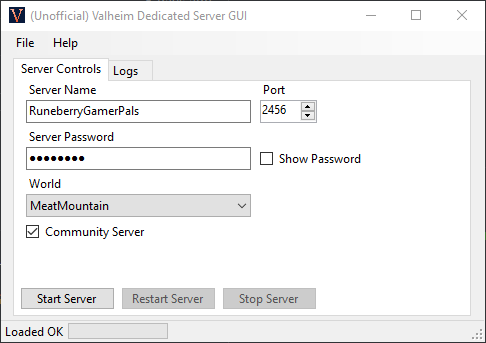 (Unofficial) Valheim Dedicated Server GUI
File Help
Server Controls Logs
Server Name Port
RuneberryGamerPals 2456
Server Password
●●●●●●●● Show Password
World
MeatMountain
Community Server
Start Server Restart Server Stop Server
Loaded OK